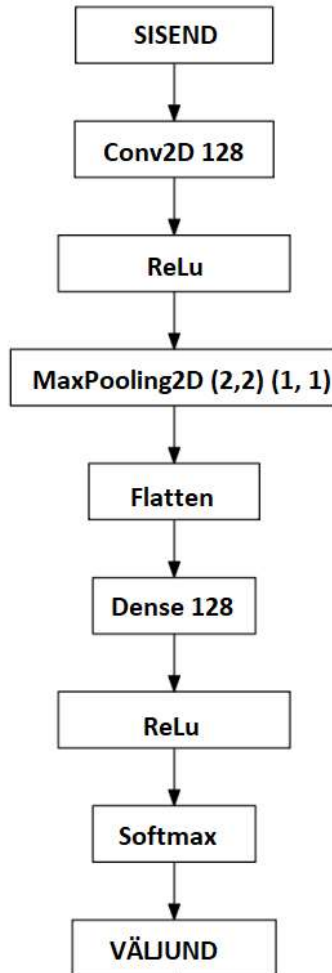 SISEND
Conv2D 128
ReLu
MaxPooling2D (2,2) (1, 1)
Flatten
Dense 128
ReLu
Softmax
VÄLJUND